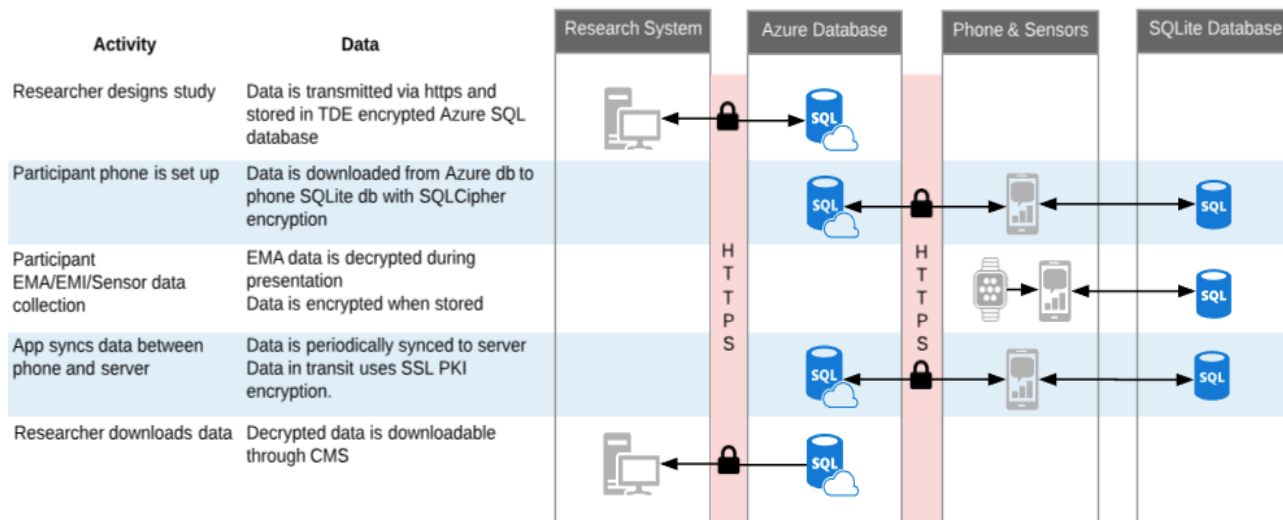 Activity
Data
Research System
Azure Database
Phone & Sensors
SQLite Database
Researcher designs study
Data is transmitted via https and
stored in TDE encrypted Azure SQL
database
SQL
Participant phone is set up
Data is downloaded from Azure db to
phone SQLite db with SQLCipher
encryption
SQL
SQL
Participant
EMA/EMI/Sensor data
collection
EMA data is decrypted during
presentation
Data is encrypted when stored
SQL
HTTPS
HTTPS
App syncs data between
phone and server
Data is periodically synced to server
Data in transit uses SSL PKI
encryption.
SQL
SQL
Researcher downloads data
Decrypted data is downloadable
through CMS
SQL